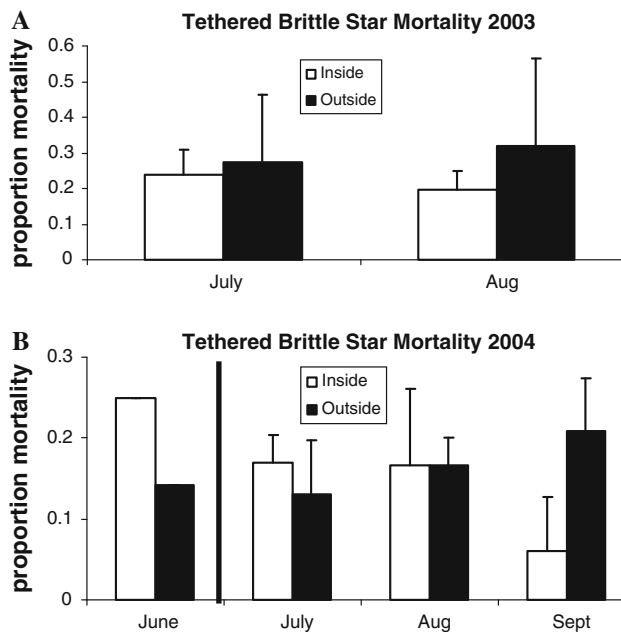 A
Tethered Brittle Star Mortality 2003
proportion mortality
0.6
0.5
0.4
0.3
0.2
0.1
0
Inside
Outside
July Aug
B
Tethered Brittle Star Mortality 2004
proportion mortality
0.3
0.2
0.1
0
Inside
Outside
June July Aug Sept